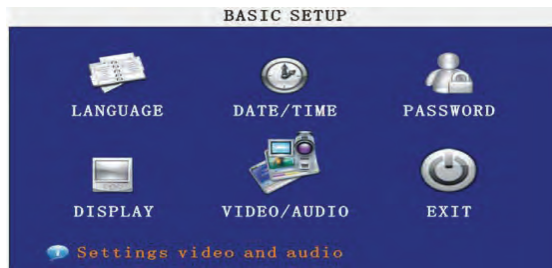 BASIC SETUP
LANGUAGE DATE/TIME PASSWORD
DISPLAY VIDEO/AUDIO EXIT
Settings video and audio